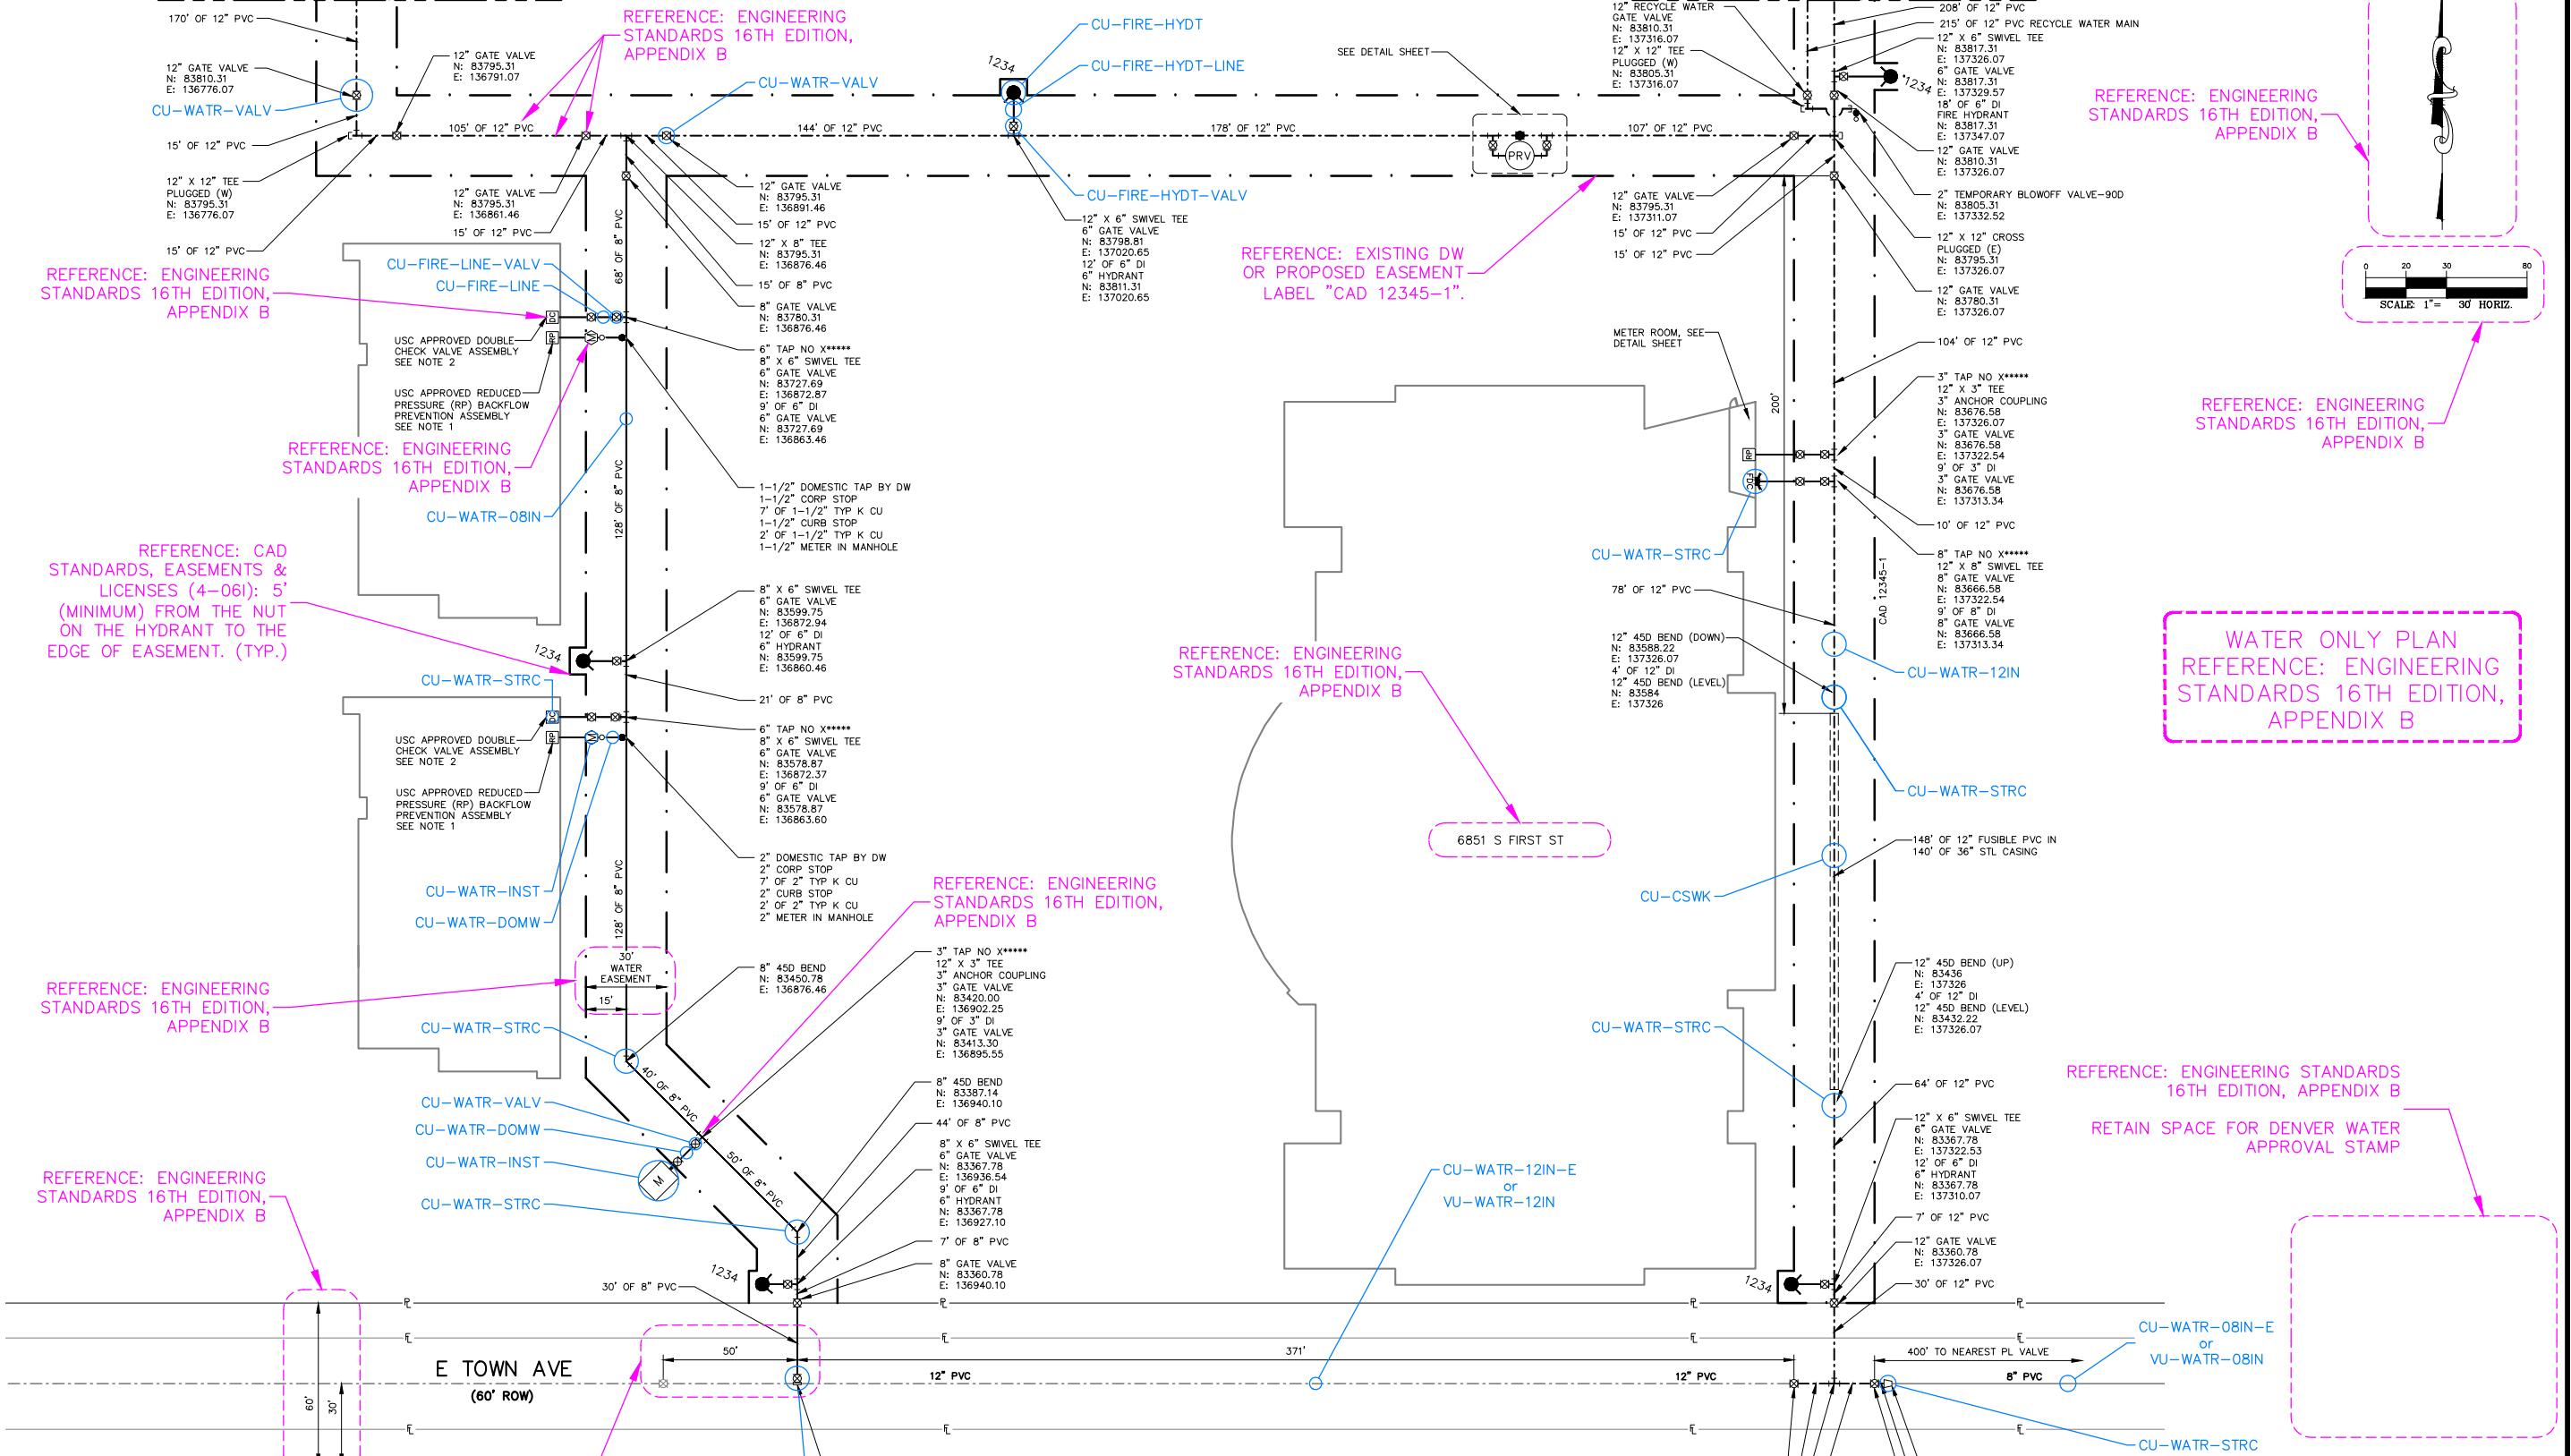 170' OF 12" PVC
12" GATE VALVE
N: 83810.31
E: 136776.07
CU-WATR-VALV
15' OF 12" PVC
12" X 12" TEE
PLUGGED (W)
N: 83795.31
E: 136776.07
15' OF 12" PVC
12" GATE VALVE
N: 83795.31
E: 136791.07
REFERENCE: ENGINEERING
STANDARDS 16TH EDITION,
APPENDIX B
CU-WATR-VALV
105' OF 12" PVC
144' OF 12" PVC
178' OF 12" PVC
107' OF 12" PVC
12" GATE VALVE
N: 83795.31
E: 136861.46
15' OF 12" PVC
1234
CU-FIRE-HYDT
CU-FIRE-HYDT-LINE
CU-FIRE-HYDT-VALV
12" X 6" SWIVEL TEE
6" GATE VALVE
N: 83798.81
E: 137020.65
12' OF 6" DI
6" HYDRANT
N: 83811.31
E: 137020.65
SEE DETAIL SHEET
PRV
12" RECYCLE WATER
GATE VALVE
N: 83810.31
E: 137316.07
12" X 12" TEE
PLUGGED (W)
N: 83805.31
E: 137316.07
208' OF 12" PVC
215' OF 12" PVC RECYCLE WATER MAIN
12" X 6" SWIVEL TEE
N: 83817.31
E: 137326.07
6" GATE VALVE
N: 83817.31
E: 137329.57
18' OF 6" DI
FIRE HYDRANT
N: 83817.31
E: 137347.07
1234
12" GATE VALVE
N: 83810.31
E: 137326.07
2" TEMPORARY BLOWOFF VALVE-90D
N: 83805.31
E: 137332.52
12" X 12" CROSS
PLUGGED (E)
N: 83795.31
E: 137326.07
12" GATE VALVE
N: 83780.31
E: 137326.07
12" GATE VALVE
N: 83795.31
E: 137311.07
15' OF 12" PVC
15' OF 12" PVC
REFERENCE: ENGINEERING
STANDARDS 16TH EDITION,
APPENDIX B
0 20 30 80
SCALE: 1"= 30' HORIZ.
REFERENCE: ENGINEERING
STANDARDS 16TH EDITION,
APPENDIX B
REFERENCE: EXISTING DW
OR PROPOSED EASEMENT
LABEL "CAD 12345-1".
12" GATE VALVE
N: 83795.31
E: 136891.46
15' OF 12" PVC
12" X 8" TEE
N: 83795.31
E: 136876.46
15' OF 8" PVC
8" GATE VALVE
N: 83780.31
E: 136876.46
6" TAP NO X*****
8" X 6" SWIVEL TEE
6" GATE VALVE
N: 83727.69
E: 136872.87
9' OF 6" DI
6" GATE VALVE
N: 83727.69
E: 136863.46
68' OF 8" PVC
REFERENCE: ENGINEERING
STANDARDS 16TH EDITION,
APPENDIX B
CU-FIRE-LINE-VALV
CU-FIRE-LINE
DC
RP
M
USC APPROVED DOUBLE
CHECK VALVE ASSEMBLY
SEE NOTE 2
USC APPROVED REDUCED
PRESSURE (RP) BACKFLOW
PREVENTION ASSEMBLY
SEE NOTE 1
REFERENCE: ENGINEERING
STANDARDS 16TH EDITION,
APPENDIX B
CU-WATR-08IN
128' OF 8" PVC
1-1/2" DOMESTIC TAP BY DW
1-1/2" CORP STOP
7' OF 1-1/2" TYP K CU
1-1/2" CURB STOP
2' OF 1-1/2" TYP K CU
1-1/2" METER IN MANHOLE
REFERENCE: CAD
STANDARDS, EASEMENTS &
LICENSES (4-06I): 5'
(MINIMUM) FROM THE NUT
ON THE HYDRANT TO THE
EDGE OF EASEMENT. (TYP.)
1234
8" X 6" SWIVEL TEE
6" GATE VALVE
N: 83599.75
E: 136872.94
12' OF 6" DI
6" HYDRANT
N: 83599.75
E: 136860.46
21' OF 8" PVC
CU-WATR-STRC
DC
RP
M
USC APPROVED DOUBLE
CHECK VALVE ASSEMBLY
SEE NOTE 2
USC APPROVED REDUCED
PRESSURE (RP) BACKFLOW
PREVENTION ASSEMBLY
SEE NOTE 1
6" TAP NO X*****
8" X 6" SWIVEL TEE
6" GATE VALVE
N: 83578.87
E: 136872.37
9' OF 6" DI
6" GATE VALVE
N: 83578.87
E: 136863.60
2" DOMESTIC TAP BY DW
2" CORP STOP
7' OF 2" TYP K CU
2" CURB STOP
2' OF 2" TYP K CU
2" METER IN MANHOLE
CU-WATR-INST
CU-WATR-DOMW
128' OF 8" PVC
30'
WATER
EASEMENT
15'
REFERENCE: ENGINEERING
STANDARDS 16TH EDITION,
APPENDIX B
8" 45D BEND
N: 83450.78
E: 136876.46
REFERENCE: ENGINEERING
STANDARDS 16TH EDITION,
APPENDIX B
3" TAP NO X*****
12" X 3" TEE
3" ANCHOR COUPLING
3" GATE VALVE
N: 83420.00
E: 136902.25
9' OF 3" DI
3" GATE VALVE
N: 83413.30
E: 136895.55
CU-WATR-STRC
40' OF 8" PVC
50' OF 8" PVC
CU-WATR-VALV
CU-WATR-DOMW
CU-WATR-INST
M
CU-WATR-STRC
8" 45D BEND
N: 83387.14
E: 136940.10
44' OF 8" PVC
8" X 6" SWIVEL TEE
6" GATE VALVE
N: 83367.78
E: 136936.54
9' OF 6" DI
6" HYDRANT
N: 83367.78
E: 136927.10
7' OF 8" PVC
8" GATE VALVE
N: 83360.78
E: 136940.10
1234
30' OF 8" PVC
REFERENCE: ENGINEERING
STANDARDS 16TH EDITION,
APPENDIX B
METER ROOM, SEE
DETAIL SHEET
200'
RP
FDC
104' OF 12" PVC
3" TAP NO X*****
12" X 3" TEE
3" ANCHOR COUPLING
N: 83676.58
E: 137326.07
3" GATE VALVE
N: 83676.58
E: 137322.54
9' OF 3" DI
3" GATE VALVE
N: 83676.58
E: 137313.34
10' OF 12" PVC
8" TAP NO X*****
12" X 8" SWIVEL TEE
8" GATE VALVE
N: 83666.58
E: 137322.54
9' OF 8" DI
8" GATE VALVE
N: 83666.58
E: 137313.34
CAD 12345-1
CU-WATR-STRC
78' OF 12" PVC
12" 45D BEND (DOWN)
N: 83588.22
E: 137326.07
4' OF 12" DI
12" 45D BEND (LEVEL)
N: 83584
E: 137326
REFERENCE: ENGINEERING
STANDARDS 16TH EDITION,
APPENDIX B
6851 S FIRST ST
CU-WATR-12IN
WATER ONLY PLAN
REFERENCE: ENGINEERING
STANDARDS 16TH EDITION,
APPENDIX B
CU-WATR-STRC
148' OF 12" FUSIBLE PVC IN
140' OF 36" STL CASING
CU-CSWK
12" 45D BEND (UP)
N: 83436
E: 137326
4' OF 12" DI
12" 45D BEND (LEVEL)
N: 83432.22
E: 137326.07
CU-WATR-STRC
64' OF 12" PVC
12" X 6" SWIVEL TEE
6" GATE VALVE
N: 83367.78
E: 137322.53
12' OF 6" DI
6" HYDRANT
N: 83367.78
E: 137310.07
7' OF 12" PVC
12" GATE VALVE
N: 83360.78
E: 137326.07
30' OF 12" PVC
1234
REFERENCE: ENGINEERING STANDARDS
16TH EDITION, APPENDIX B
RETAIN SPACE FOR DENVER WATER
APPROVAL STAMP
CU-WATR-12IN-E
or
VU-WATR-12IN
CU-WATR-08IN-E
or
VU-WATR-08IN
E TOWN AVE
(60' ROW)
60'
30'
50'
371'
400' TO NEAREST PL VALVE
12" PVC
12" PVC
8" PVC
CU-WATR-STRC